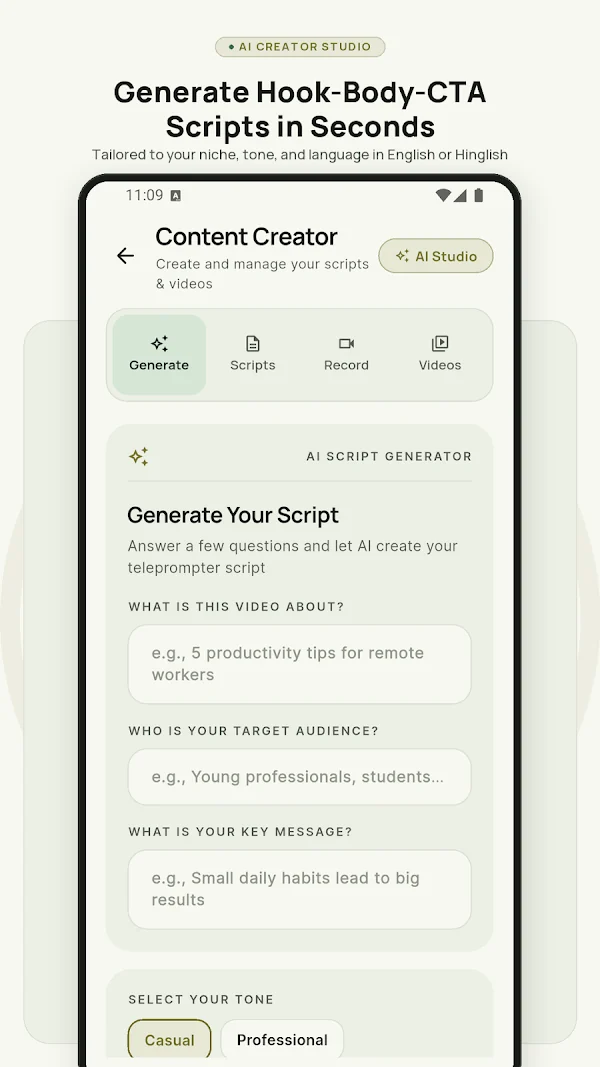 AI CREATOR STUDIO
Generate Hook-Body-CTA
Scripts in Seconds
Tailored to your niche, tone, and language in English or Hinglish
11:09
A
Content Creator
Create and manage your scripts
& videos
AI Studio
Generate
Scripts
Record
Videos
AI SCRIPT GENERATOR
Generate Your Script
Answer a few questions and let AI create your
teleprompter script
WHAT IS THIS VIDEO ABOUT?
e.g., 5 productivity tips for remote
workers
WHO IS YOUR TARGET AUDIENCE?
e.g., Young professionals, students...
WHAT IS YOUR KEY MESSAGE?
e.g., Small daily habits lead to big
results
SELECT YOUR TONE
Casual
Professional